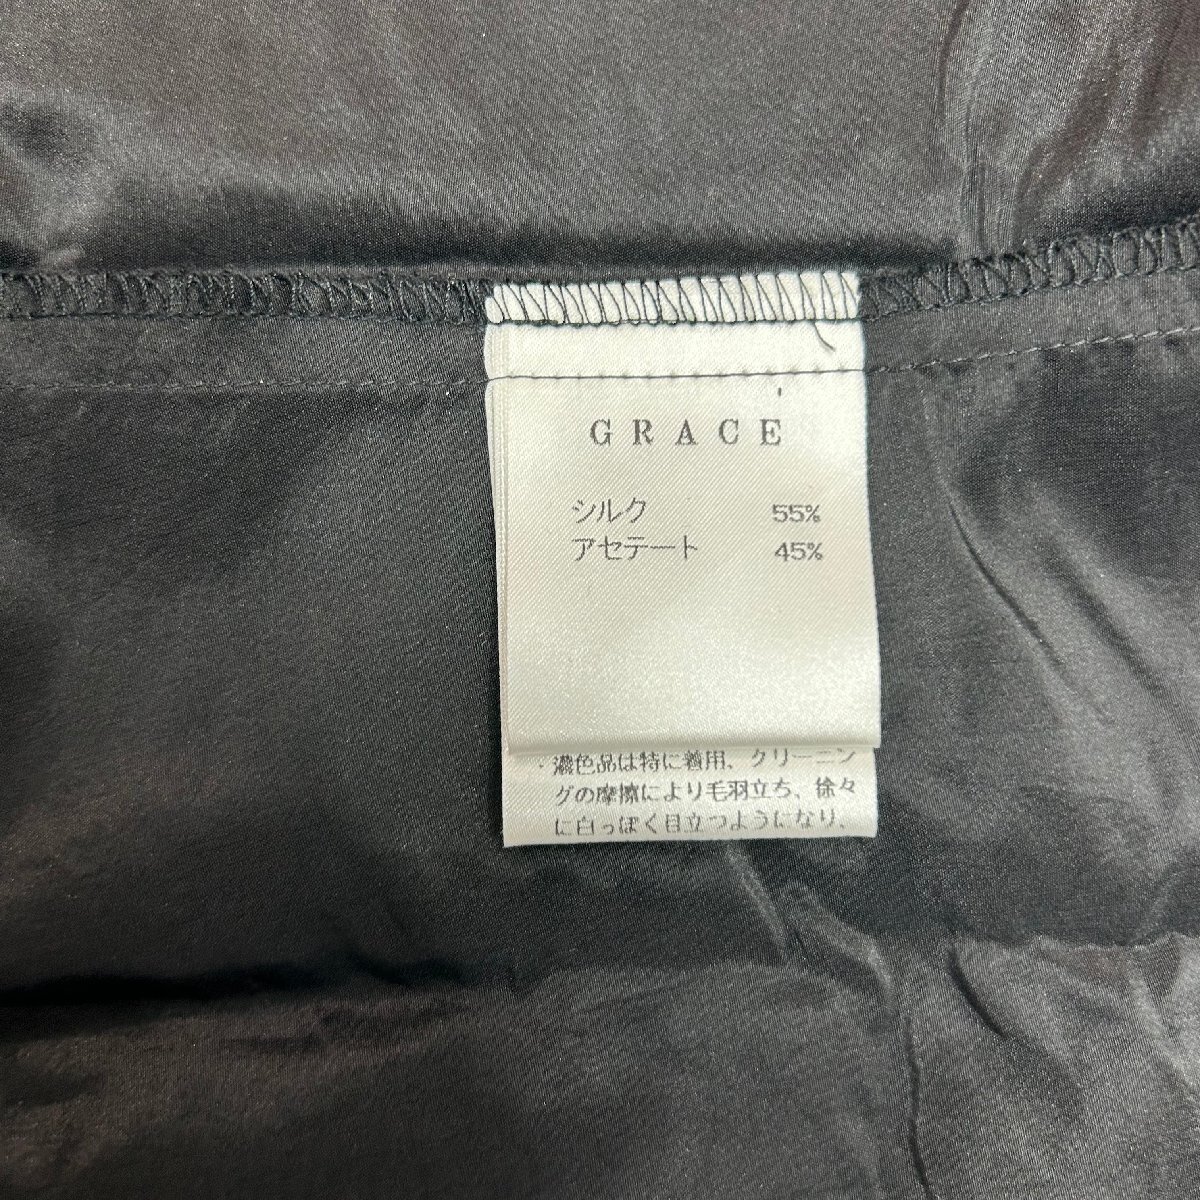 GRACE
シルク 55%
アセテート 45%
・濃色品は特に着用、クリーニン
グの摩擦により毛羽立ち、徐々
に白っぽく目立つようになり、